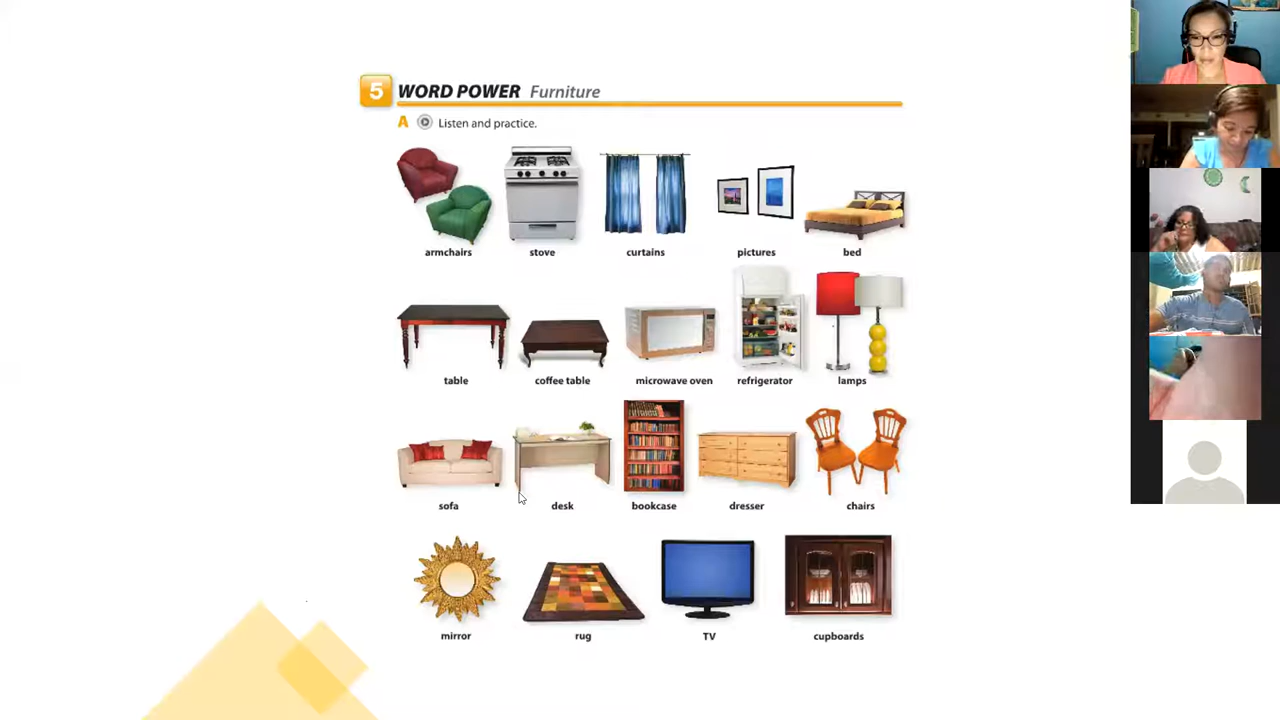 5 WORD POWER Furniture
A Listen and practice.
armchairs stove curtains pictures bed
table coffee table microwave oven refrigerator lamps
sofa desk bookcase dresser chairs
mirror rug TV cupboards